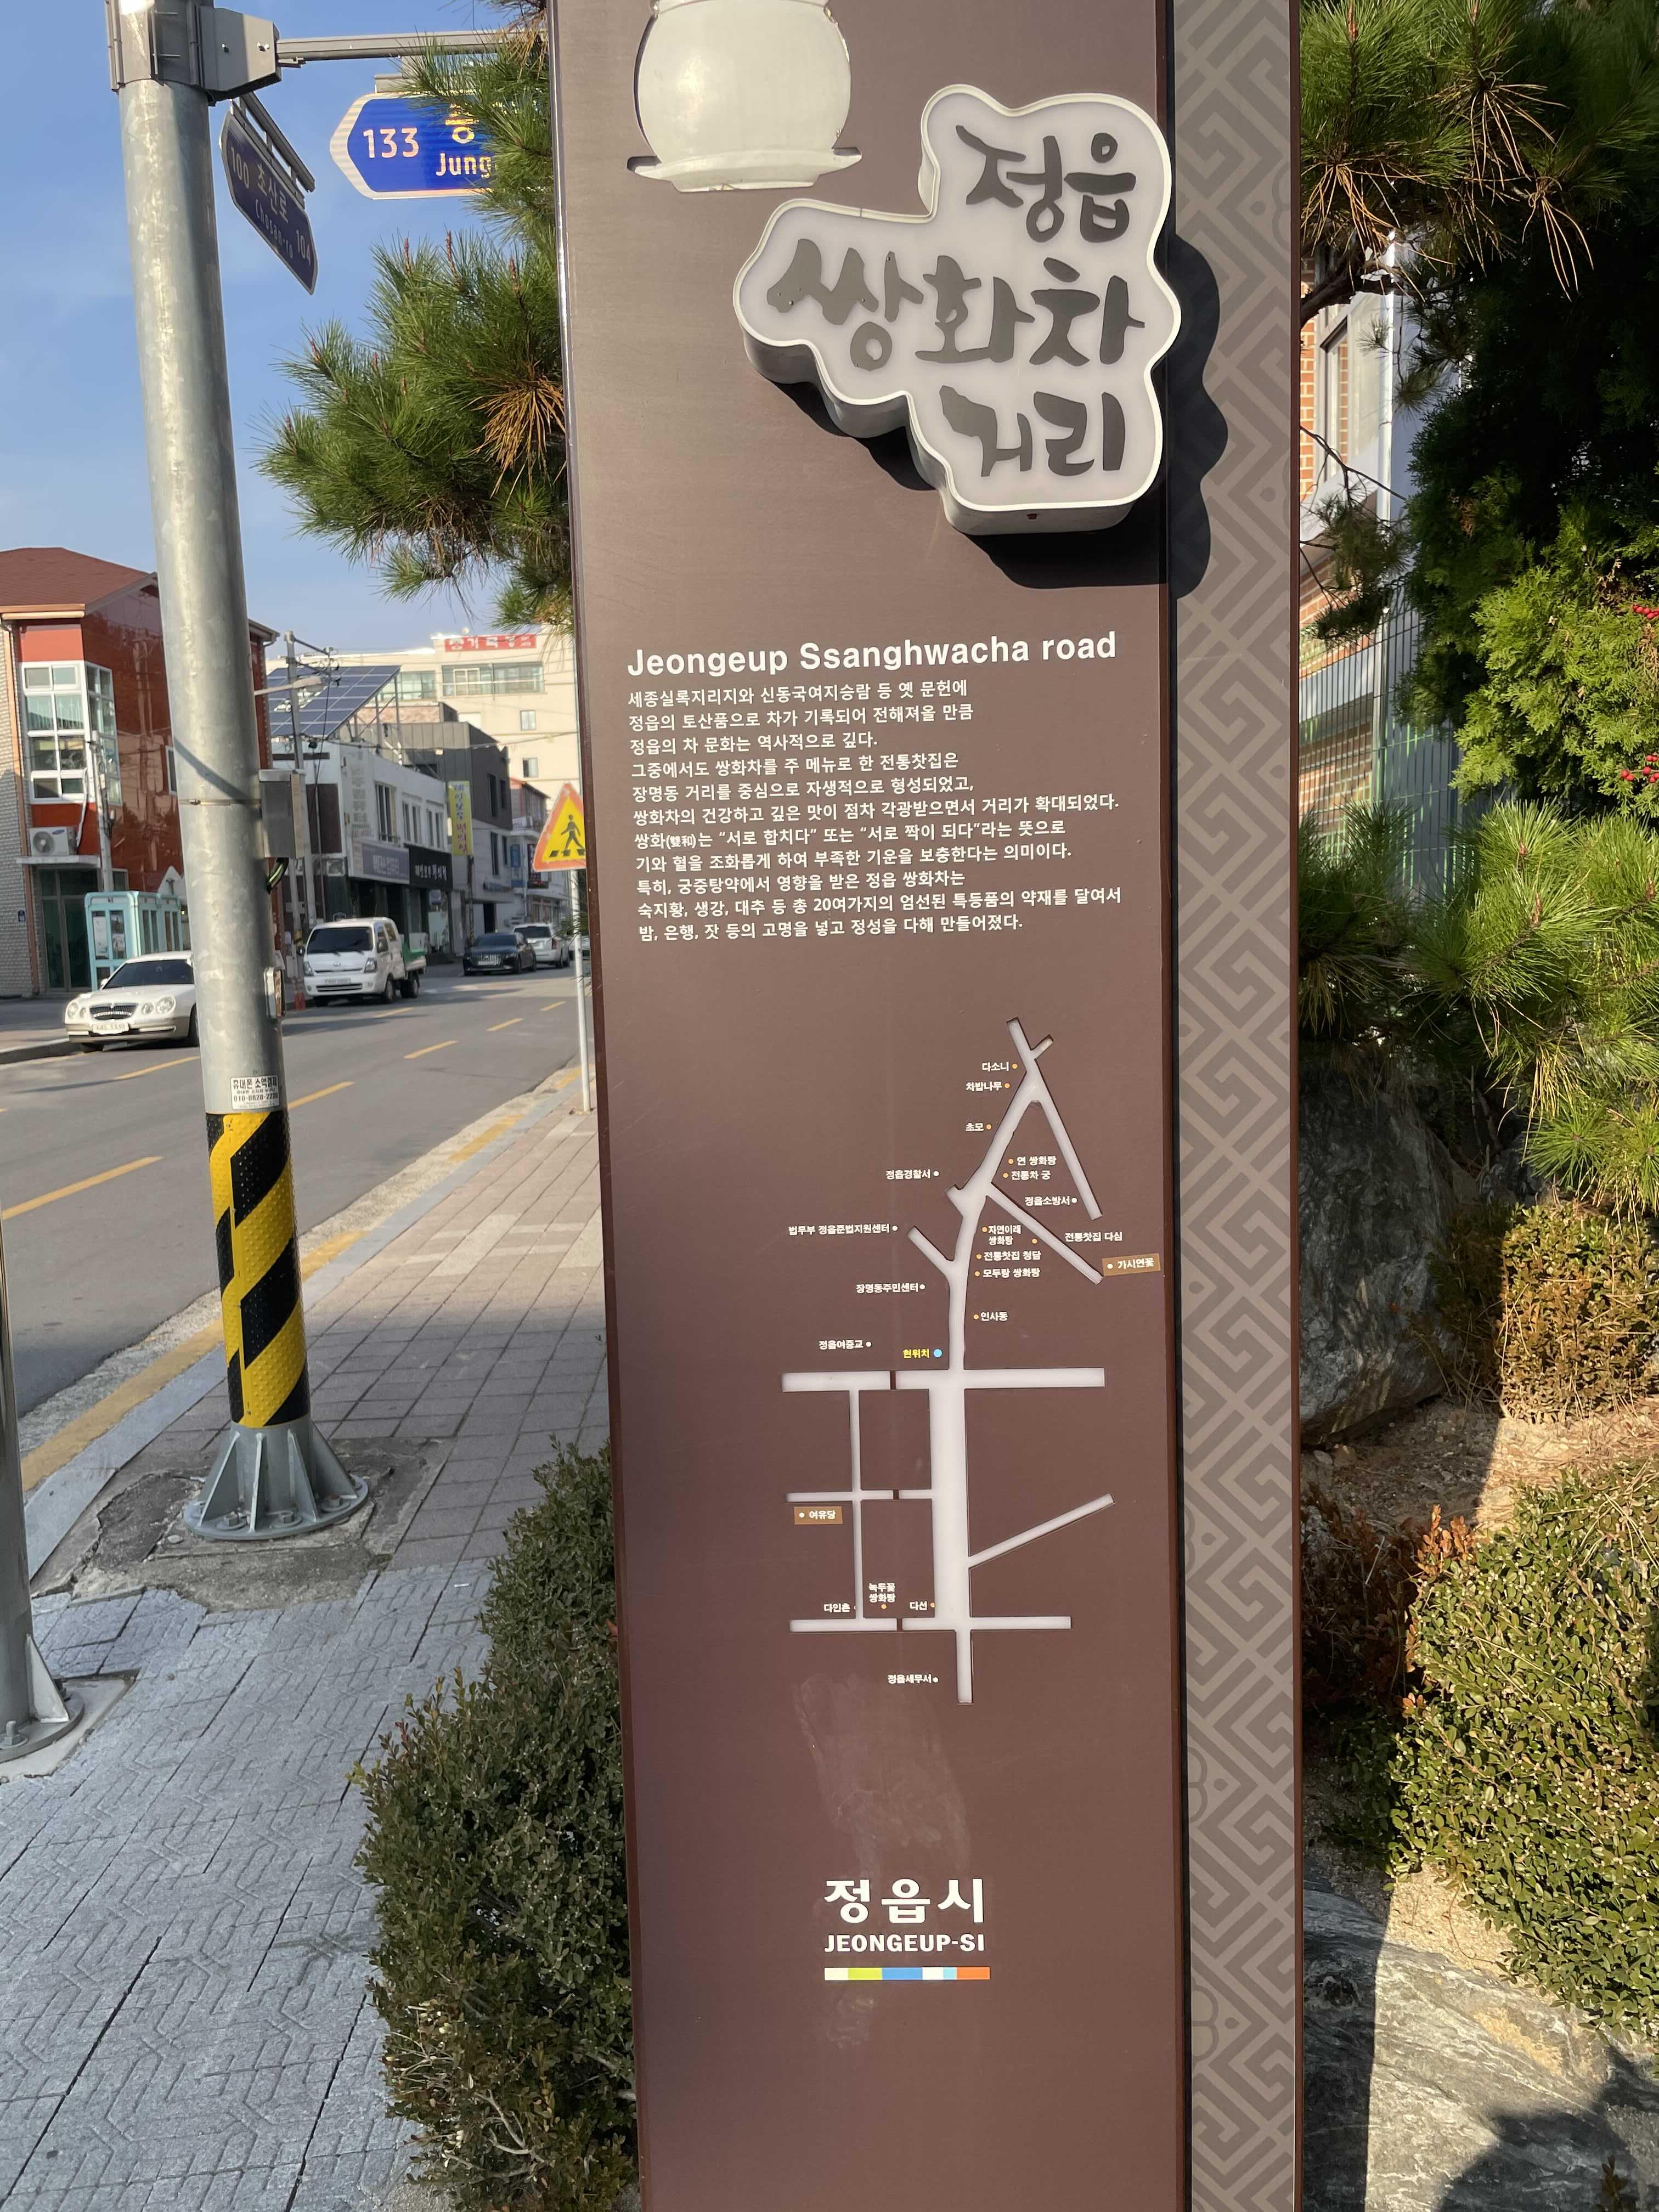 133
Jung
100 초산로 104
Chosan-ro
정읍
쌍화차
거리
Jeongeup Ssanghwacha road
세종실록지리지와 신동국여지승람 등 옛 문헌에
정읍의 토산품으로 차가 기록되어 전해져올 만큼
정읍의 차 문화는 역사적으로 깊다.
그중에서도 쌍화차를 주 메뉴로 한 전통찻집은
장명동 거리를 중심으로 자생적으로 형성되었고,
쌍화차의 건강하고 깊은 맛이 점차 각광받으면서 거리가 확대되었다.
쌍화(雙和)는 “서로 합치다” 또는 “서로 짝이 되다”라는 뜻으로
기와 혈을 조화롭게 하여 부족한 기운을 보충한다는 의미이다.
특히, 궁중탕약에서 영향을 받은 정읍 쌍화차는
숙지황, 생강, 대추 등 총 20여가지의 엄선된 특등품의 약재를 달여서
밤, 은행, 잣 등의 고명을 넣고 정성을 다해 만들어졌다.
다소니
차밥나무
초모
연 쌍화탕
정읍경찰서
전통차 궁
정읍소방서
법무부 정읍준법지원센터
자연이래
쌍화탕
전통찻집 다심
전통찻집 청담
가시연꽃
모두랑 쌍화탕
장명동주민센터
인사동
정읍여중교
현위치
여유당
녹두꽃
쌍화탕
다인촌
다선
정읍세무서
정읍시
JEONGEUP-SI
휴대폰 소액결제